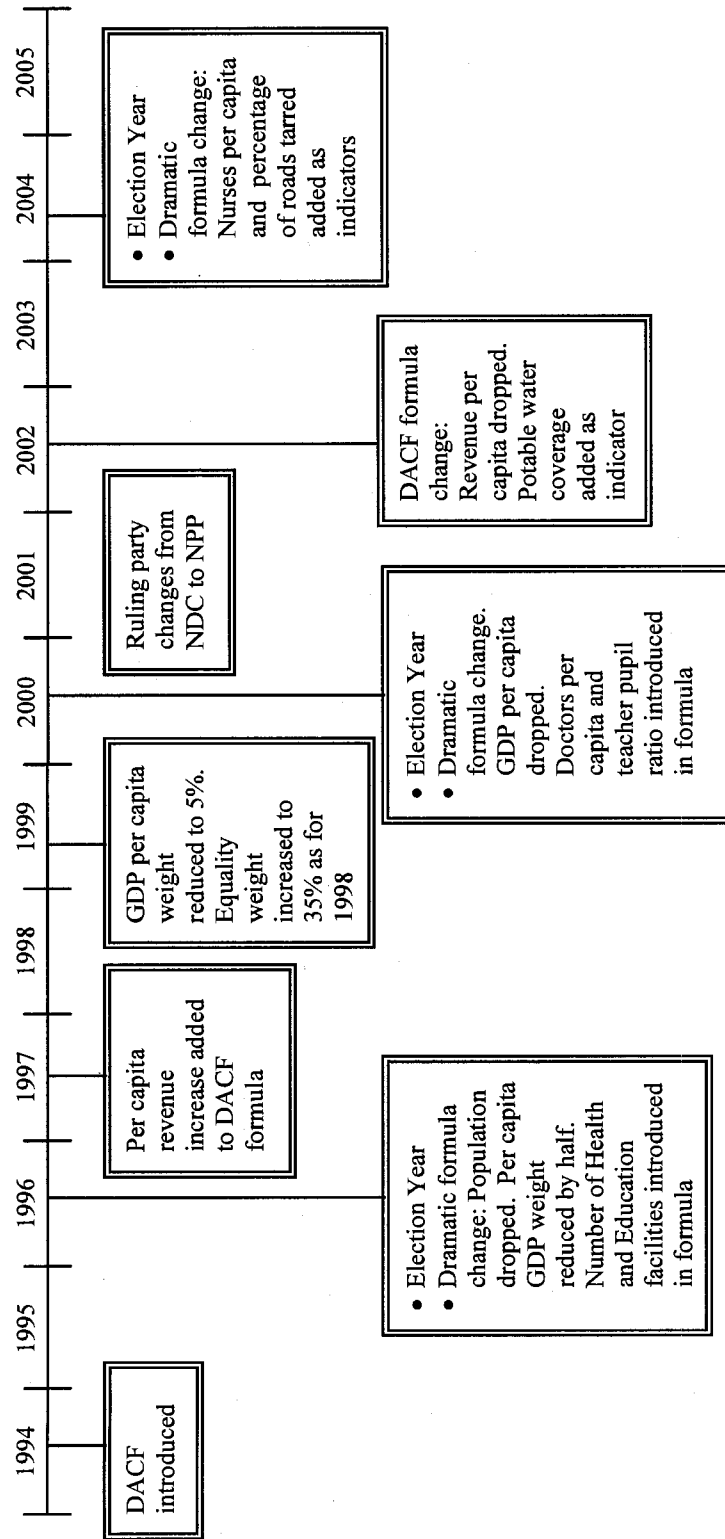 1994 1995 1996 1997 1998 1999 2000 2001 2002 2003 2004 2005
DACF
introduced
• Election Year
• Dramatic formula
change: Population
dropped. Per capita
GDP weight
reduced by half.
Number of Health
and Education
facilities introduced
in formula
Per capita
revenue
increase added
to DACF
formula
GDP per capita
weight
reduced to 5%.
Equality
weight
increased to
35% as for
1998
• Election Year
• Dramatic
formula change.
GDP per capita
dropped.
Doctors per
capita and
teacher pupil
ratio introduced
in formula
Ruling party
changes from
NDC to NPP
DACF formula
change:
Revenue per
capita dropped.
Potable water
coverage
added as
indicator
• Election Year
• Dramatic
formula change:
Nurses per capita
and percentage
of roads tarred
added as
indicators